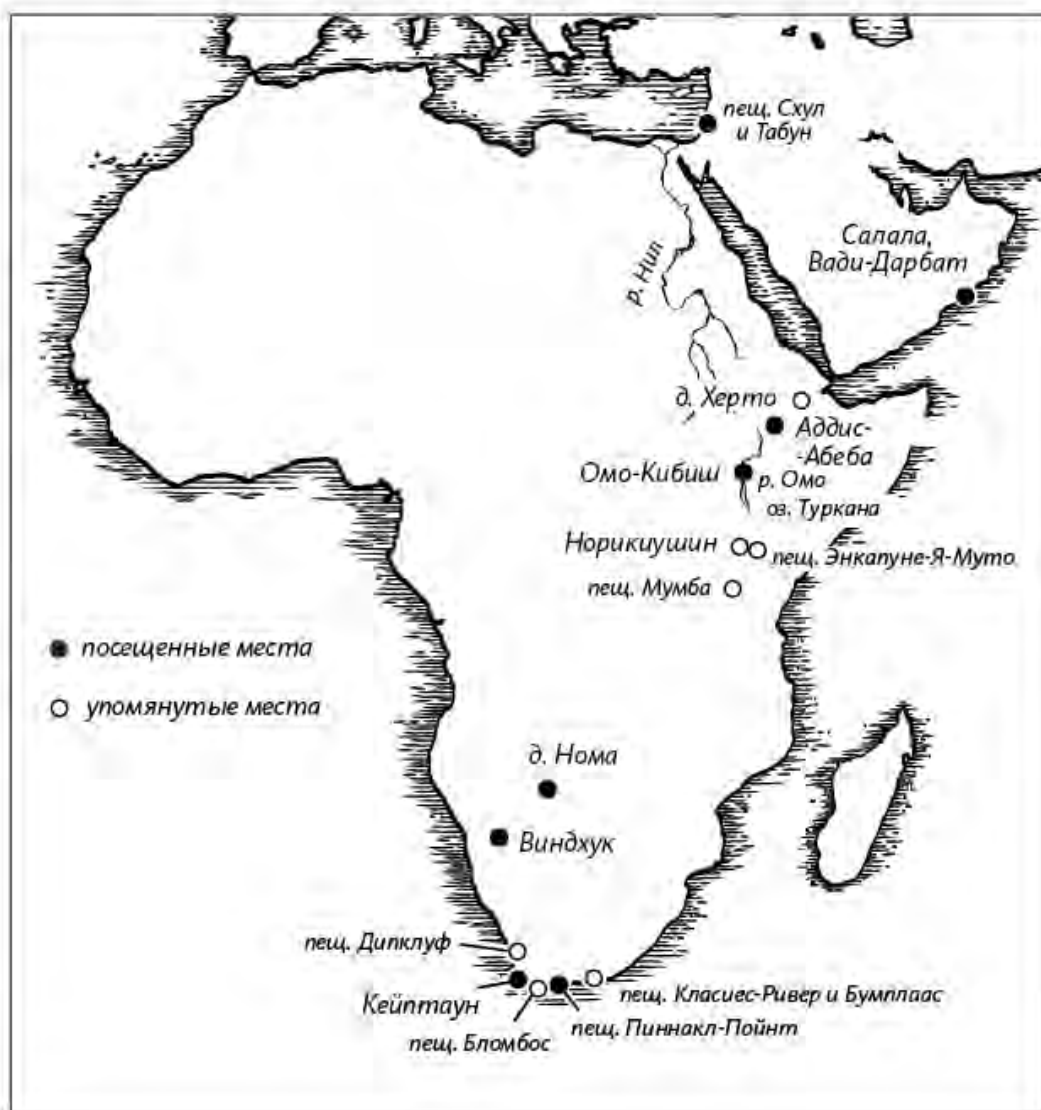 пещ. Схул
и Табун
Салала,
Вади-Дарбат
р. Нил
д. Херто
Аддис-
-Абеба
Омо-Кибиш
р. Омо
оз. Туркана
Норикиушин
пещ. Энкапуне-Я-Муто
пещ. Мумба
посещенные места
упомянутые места
д. Нома
Виндхук
пещ. Дипклуф
Кейптаун
пещ. Класиес-Ривер и Бумплаас
пещ. Пиннакл-Пойнт
пещ. Бломбос